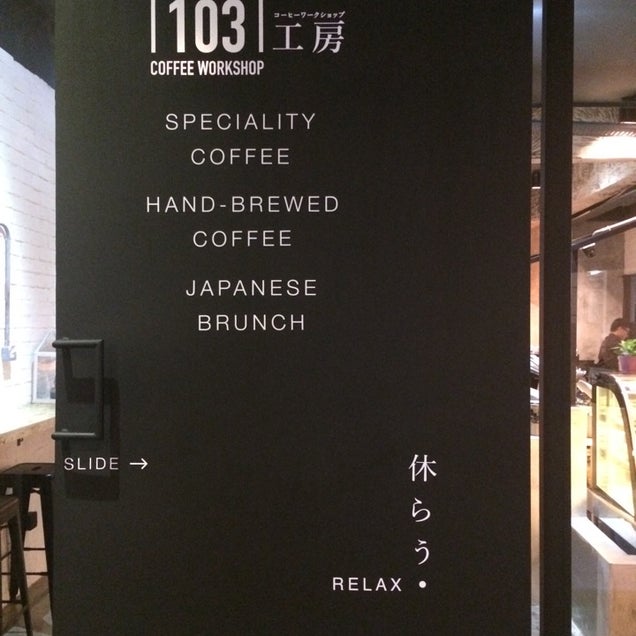 103
COFFEE WORKSHOP
コーヒーワークショップ
工房
SPECIALITY
COFFEE
HAND-BREWED
COFFEE
JAPANESE
BRUNCH
SLIDE →
休らう
RELAX •